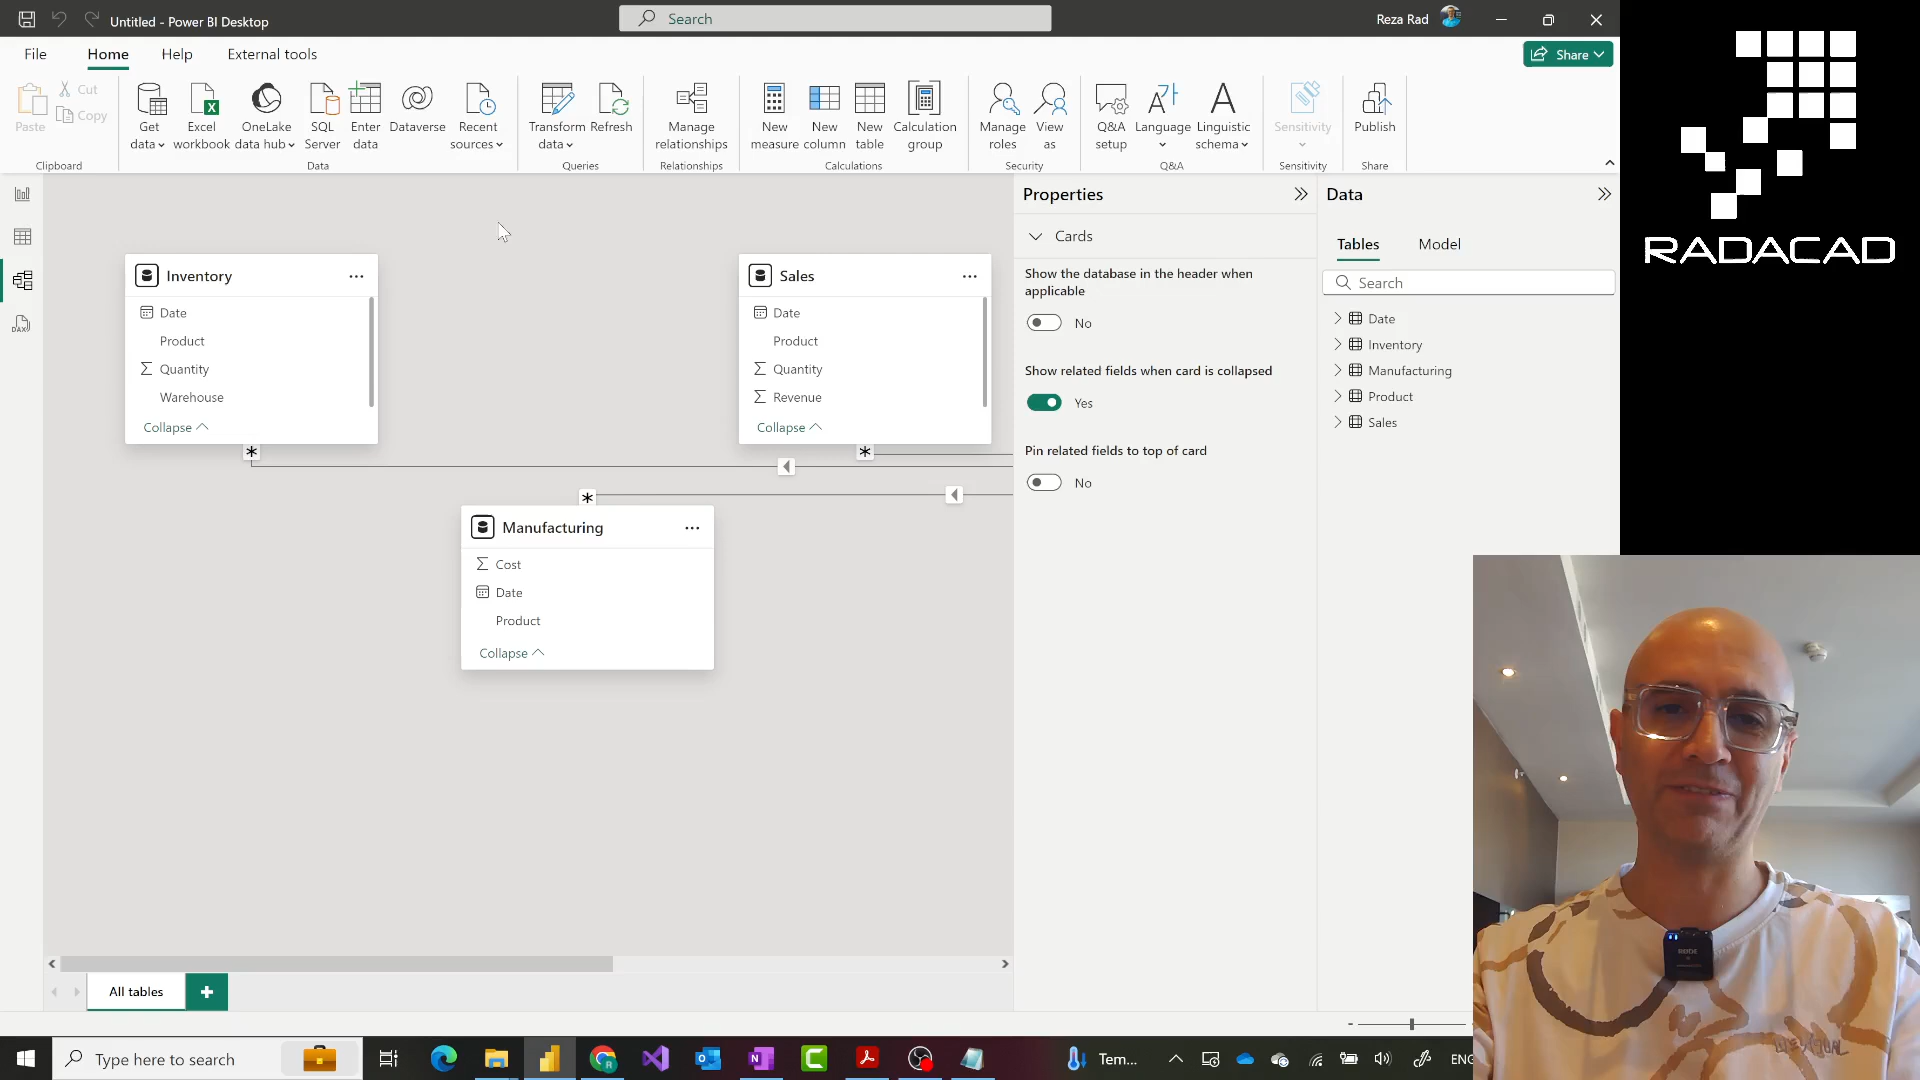 Untitled - Power BI Desktop
Search
Reza Rad
File
Home
Help
External tools
Share
Paste
Cut
Copy
Clipboard
Get data
Excel workbook
OneLake data hub
SQL Server
Enter data
Dataverse
Recent sources
Data
Transform data
Refresh
Queries
Manage relationships
Relationships
New measure
New column
New table
Calculation group
Calculations
Manage roles
View as
Security
Q&A setup
Language
Linguistic schema
Q&A
Sensitivity
Sensitivity
Publish
Share
RADACAD
DAX
Inventory
Date
Product
Quantity
Warehouse
Collapse
Sales
Date
Product
Quantity
Revenue
Collapse
Manufacturing
Cost
Date
Product
Collapse
Properties
Cards
Show the database in the header when
applicable
No
Show related fields when card is collapsed
Yes
Pin related fields to top of card
No
Data
Tables
Model
Search
Date
Inventory
Manufacturing
Product
Sales
RØDE
All tables
Type here to search
Tem...
ENG